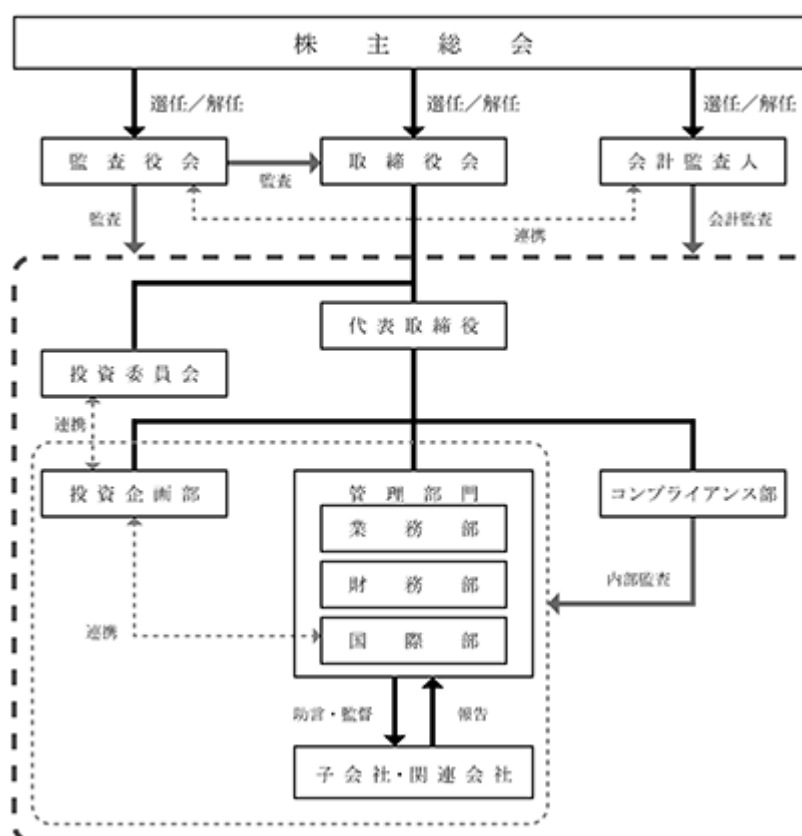 株主総会
選任／解任
選任／解任
選任／解任
監査役会
取締役会
会計監査人
監査
監査
連携
会計監査
代表取締役
投資委員会
連携
投資企画部
管理部門
コンプライアンス部
業務部
財務部
内部監査
国際部
連携
助言・監督
報告
子会社・関連会社